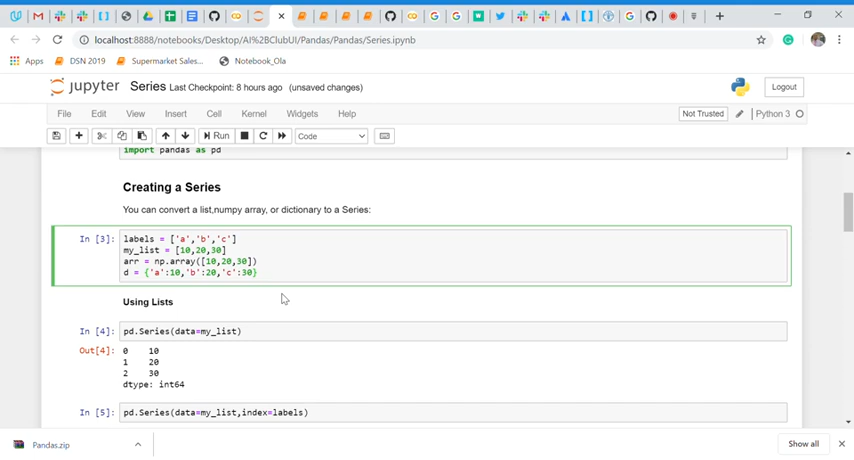 localhost:8888/notebooks/Desktop/AI%2BClubUI/Pandas/Pandas/Series.ipynb
Apps DSN 2019 Supermarket Sales... Notebook_Ola
jupyter Series Last Checkpoint: 8 hours ago (unsaved changes) Logout
File Edit View Insert Cell Kernel Widgets Help Not Trusted Python 3
Run Code
import pandas as pd
Creating a Series
You can convert a list,numpy array, or dictionary to a Series:
In [3]: labels = ['a','b','c']
my_list = [10,20,30]
arr = np.array([10,20,30])
d = {'a':10,'b':20,'c':30}
Using Lists
In [4]: pd.Series(data=my_list)
Out[4]: 0 10
1 20
2 30
dtype: int64
In [5]: pd.Series(data=my_list,index=labels)
Pandas.zip Show all